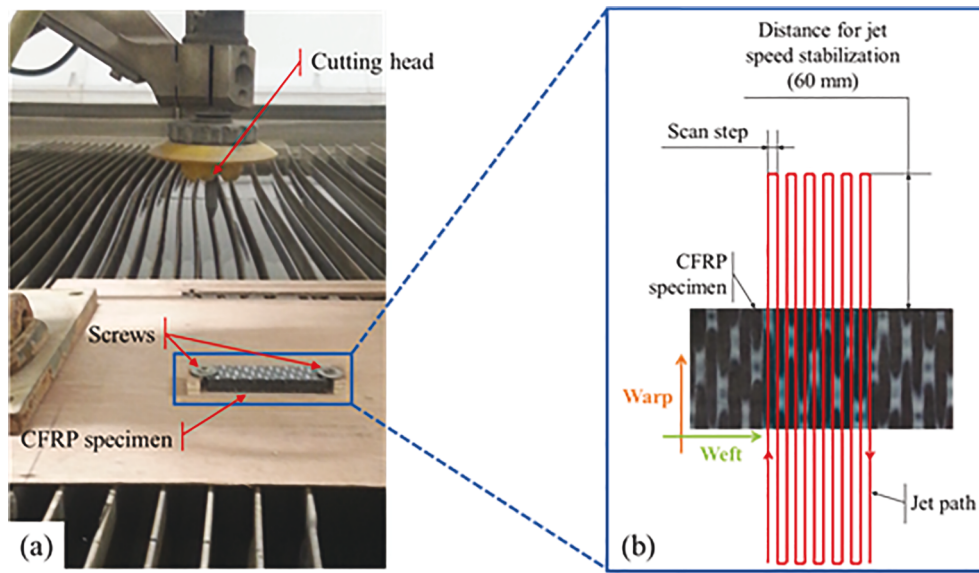 Cutting head
Screws
CFRP specimen
(a)
Distance for jet
speed stabilization
(60 mm)
Scan step
CFRP
specimen
Warp
Weft
Jet path
(b)